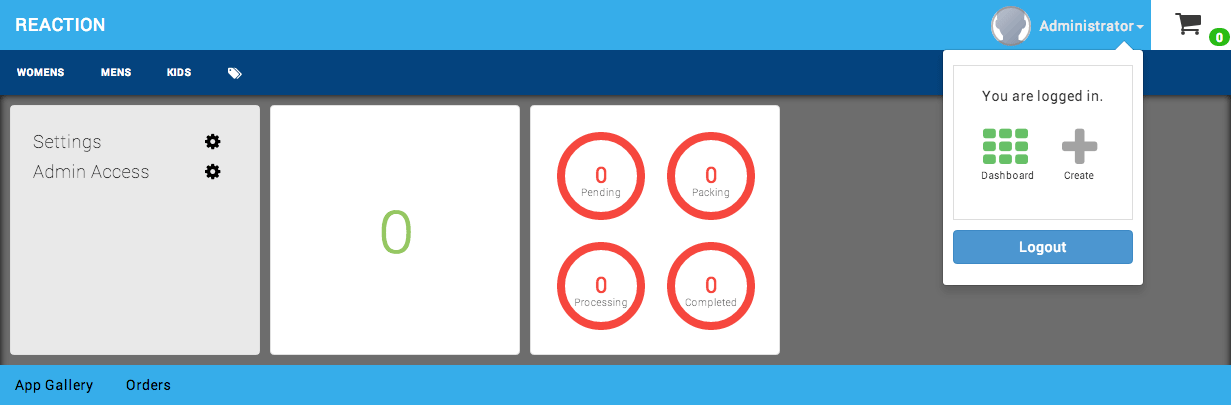 REACTION
Administrator
0
WOMENS MENS KIDS
You are logged in.
Dashboard Create
Logout
Settings
Admin Access
0
0 Pending
0 Packing
0 Processing
0 Completed
App Gallery Orders